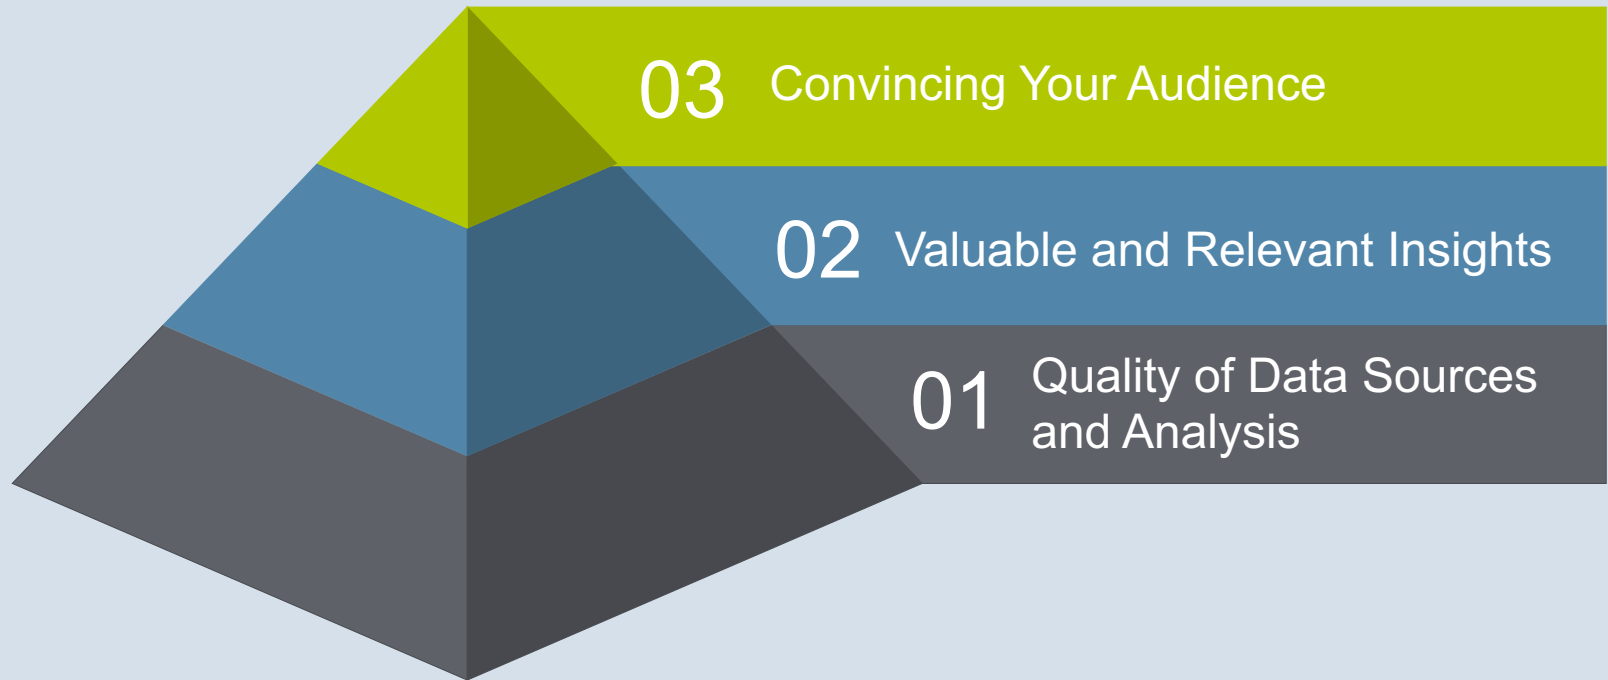 03 Convincing Your Audience
02 Valuable and Relevant Insights
01 Quality of Data Sources
and Analysis